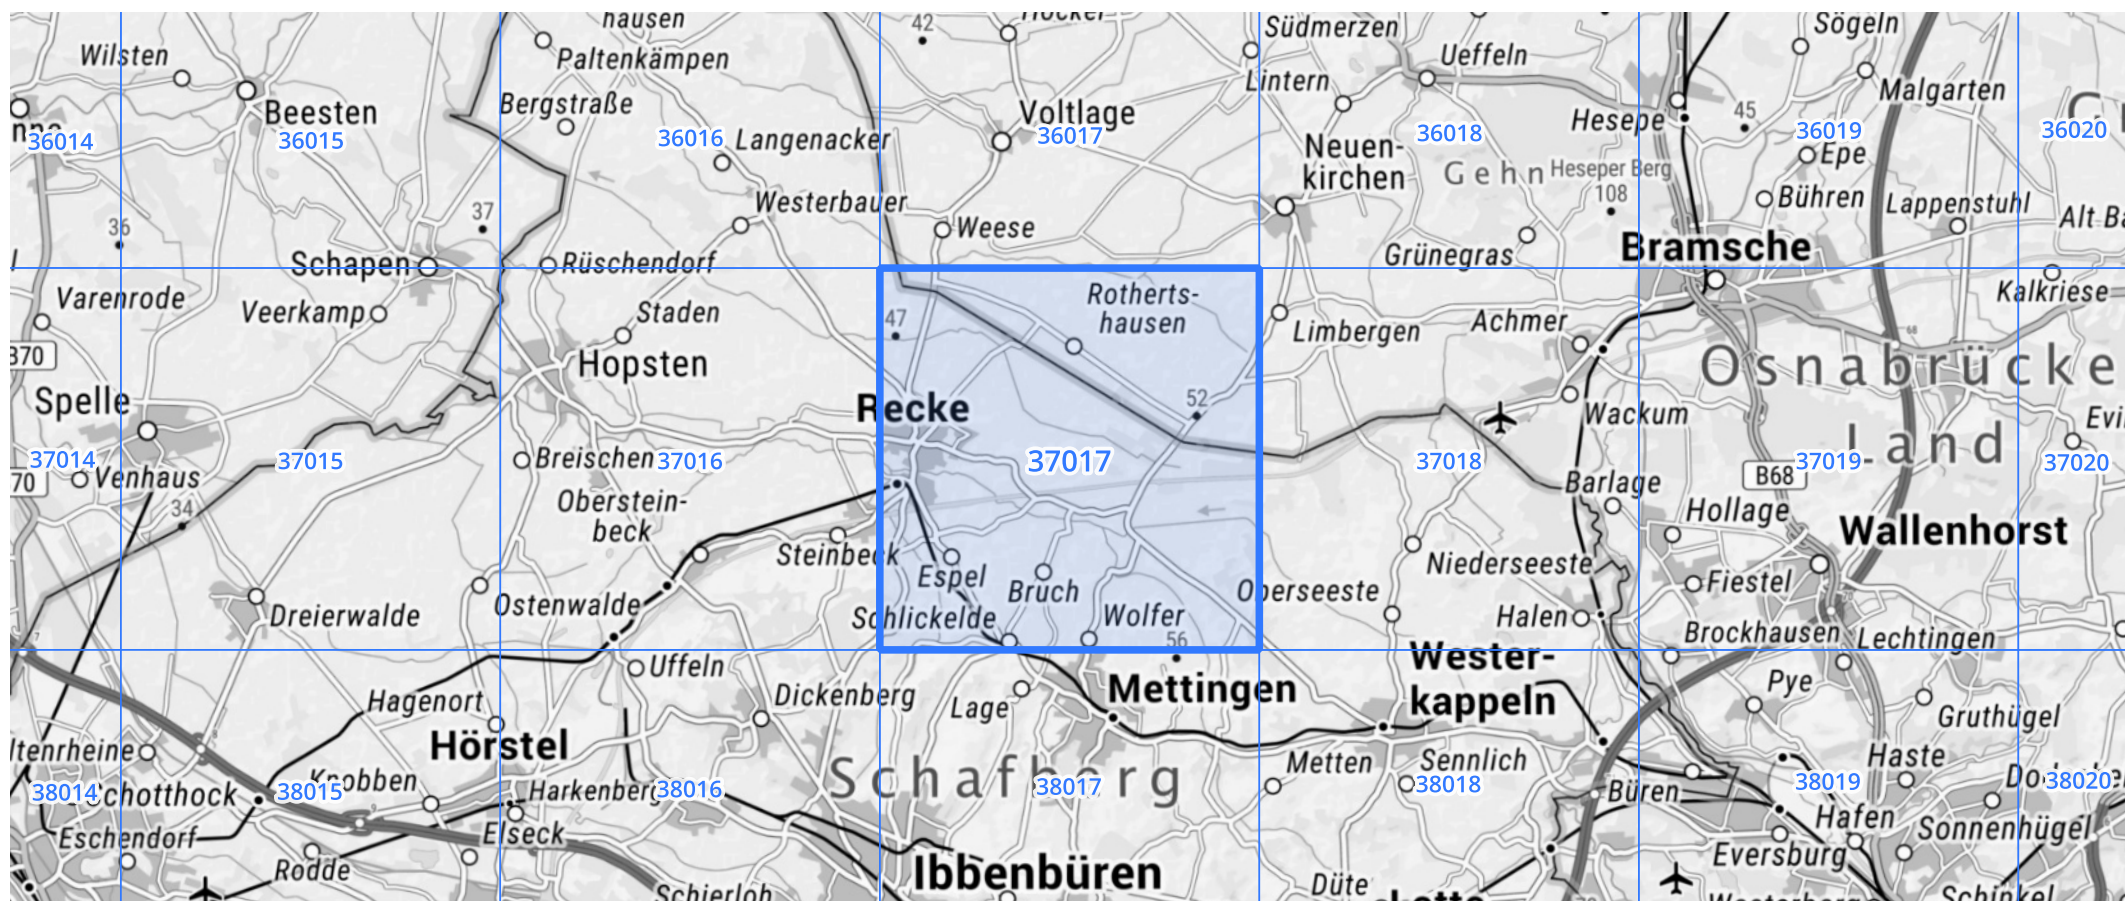 hausen
42
Südmerzen
Sögeln
Wilsten
Paltenkämpen
Ueffeln
Lintern
Malgarten
Beesten
Bergstraße
Voltlage
Hesepe
45
36014
36015
36016
Langenacker
36017
Neuen-
kirchen
36018
36019
36020
Epe
Gehn
Heseper Berg
108
36
37
Westerbauer
Weese
Bühren
Lappenstuhl
Schapen
Rüschendorf
Grünegras
Bramsche
Varenrode
Veerkamp
Staden
47
Rotherts-
hausen
Limbergen
Achmer
Kalkriese
68
Hopsten
Osnabrücke
Spelle
Recke
52
Wackum
Land
37014
Venhaus
37015
Breischen
37016
37017
37018
Barlage
B68
37019
37020
70
34
Oberstein-
beck
Hollage
Wallenhorst
Steinbeck
Espel
Bruch
Oberseeste
Niederseeste
Fiestel
Dreierwalde
Ostenwalde
Schlickelde
Wolfer
56
Halen
Brockhausen
Lechtingen
Uffeln
Wester-
kappeln
Hagenort
Dickenberg
Lage
Mettingen
Pye
Gruthügel
ltenrheine
Hörstel
Schafberg
Metten
Sennlich
Haste
38014
Schotthock
38015
Knobben
Harkenberg
38016
38017
38018
Büren
38019
38020
Eschendorf
Elseck
Hafen
Sonnenhügel
Rodde
Ibbenbüren
Eversburg
Düte
Schierloh
Schinkel